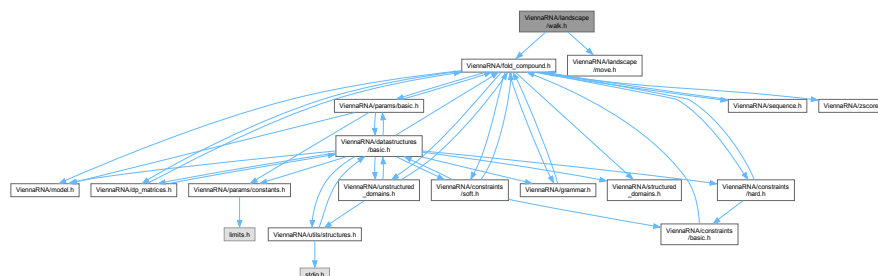 ViennaRNA/landscape
/walk.h
ViennaRNA/fold_compound.h
ViennaRNA/landscape
/move.h
ViennaRNA/params/basic.h
ViennaRNA/sequence.h
ViennaRNA/zscore
ViennaRNA/datastructures
/basic.h
ViennaRNA/model.h
ViennaRNA/dp_matrices.h
ViennaRNA/params/constants.h
ViennaRNA/unstructured
_domains.h
ViennaRNA/constraints
/soft.h
ViennaRNA/grammar.h
ViennaRNA/structured
_domains.h
ViennaRNA/constraints
/hard.h
limits.h
ViennaRNA/utils/structures.h
ViennaRNA/constraints
/basic.h
stdio.h